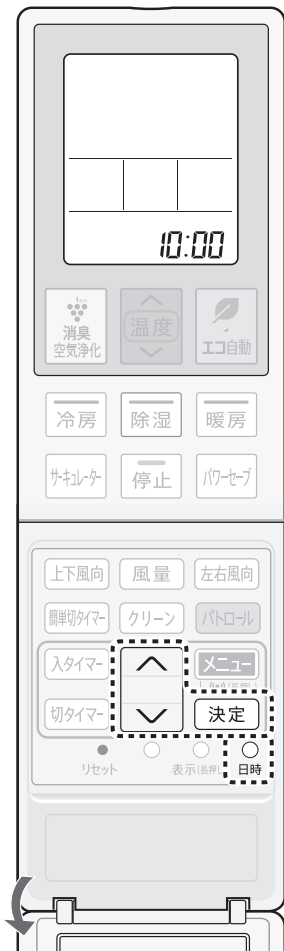 10:00
消臭
空気浄化
温度
エコ自動
冷房
除湿
暖房
サーキュレーター
停止
パワーセーブ
上下風向
風量
左右風向
簡単切タイマー
クリーン
パトロール
入タイマー
メニュー
切タイマー
決定
リセット
表示(長押し
日時